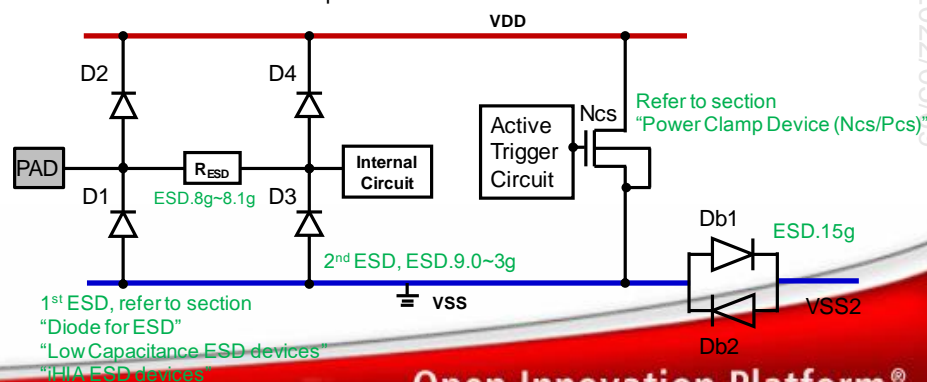 VDD
D2
D4
Ncs
Refer to section
"Power Clamp Device (Ncs/Pcs)"
Active
Trigger
Circuit
PAD
R_ESD
Internal
Circuit
ESD.8g~8.1g
D1
D3
Db1
ESD.15g
2nd ESD, ESD.9.0~3g
VSS
VSS2
1st ESD, refer to section
"Diode for ESD"
"Low Capacitance ESD devices"
"iHIA ESD devices"
Db2
Open Innovation Platform®